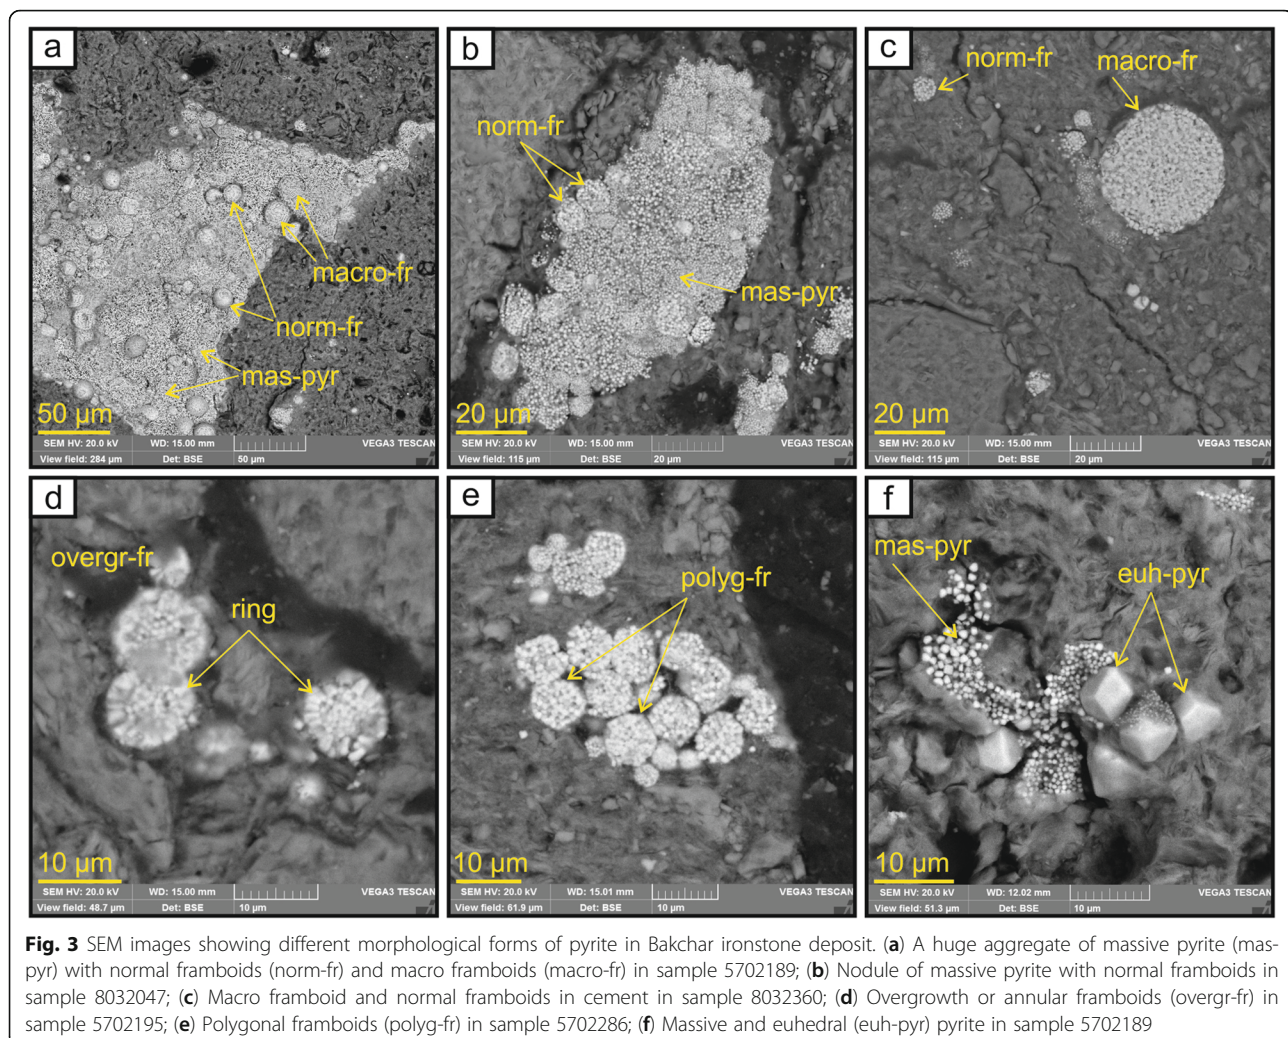 a
macro-fr
norm-fr
mas-pyr
50 µm
SEM HV: 20.0 kV WD: 15.00 mm VEGA3 TESCAN
View field: 284 µm Det: BSE 50 µm
b
norm-fr
mas-pyr
20 µm
SEM HV: 20.0 kV WD: 15.00 mm VEGA3 TESCAN
View field: 115 µm Det: BSE 20 µm
c
norm-fr
macro-fr
20 µm
SEM HV: 20.0 kV WD: 15.00 mm VEGA3 TESCAN
View field: 115 µm Det: BSE 20 µm
d
overgr-fr
ring
10 µm
SEM HV: 20.0 kV WD: 15.00 mm VEGA3 TESCAN
View field: 48.7 µm Det: BSE 10 µm
e
polyg-fr
10 µm
SEM HV: 20.0 kV WD: 15.01 mm VEGA3 TESCAN
View field: 61.9 µm Det: BSE 10 µm
f
mas-pyr
euh-pyr
10 µm
SEM HV: 20.0 kV WD: 12.02 mm VEGA3 TESCAN
View field: 51.3 µm Det: BSE 10 µm
Fig. 3 SEM images showing different morphological forms of pyrite in Bakchar ironstone deposit. (a) A huge aggregate of massive pyrite (mas-
pyr) with normal framboids (norm-fr) and macro framboids (macro-fr) in sample 5702189; (b) Nodule of massive pyrite with normal framboids in
sample 8032047; (c) Macro framboid and normal framboids in cement in sample 8032360; (d) Overgrowth or annular framboids (overgr-fr) in
sample 5702195; (e) Polygonal framboids (polyg-fr) in sample 5702286; (f) Massive and euhedral (euh-pyr) pyrite in sample 5702189